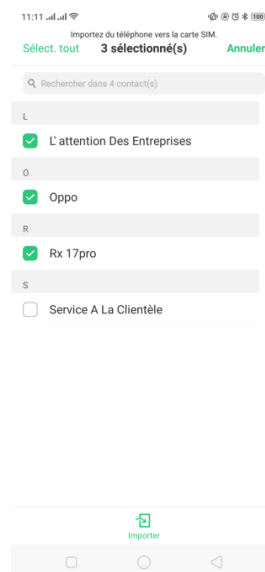 11:11
100
Importez du téléphone vers la carte SIM.
Sélect. tout 3 sélectionné(s) Annuler
Rechercher dans 4 contact(s)
L
L' attention Des Entreprises
O
Oppo
R
Rx 17pro
S
Service A La Clientèle
Importer